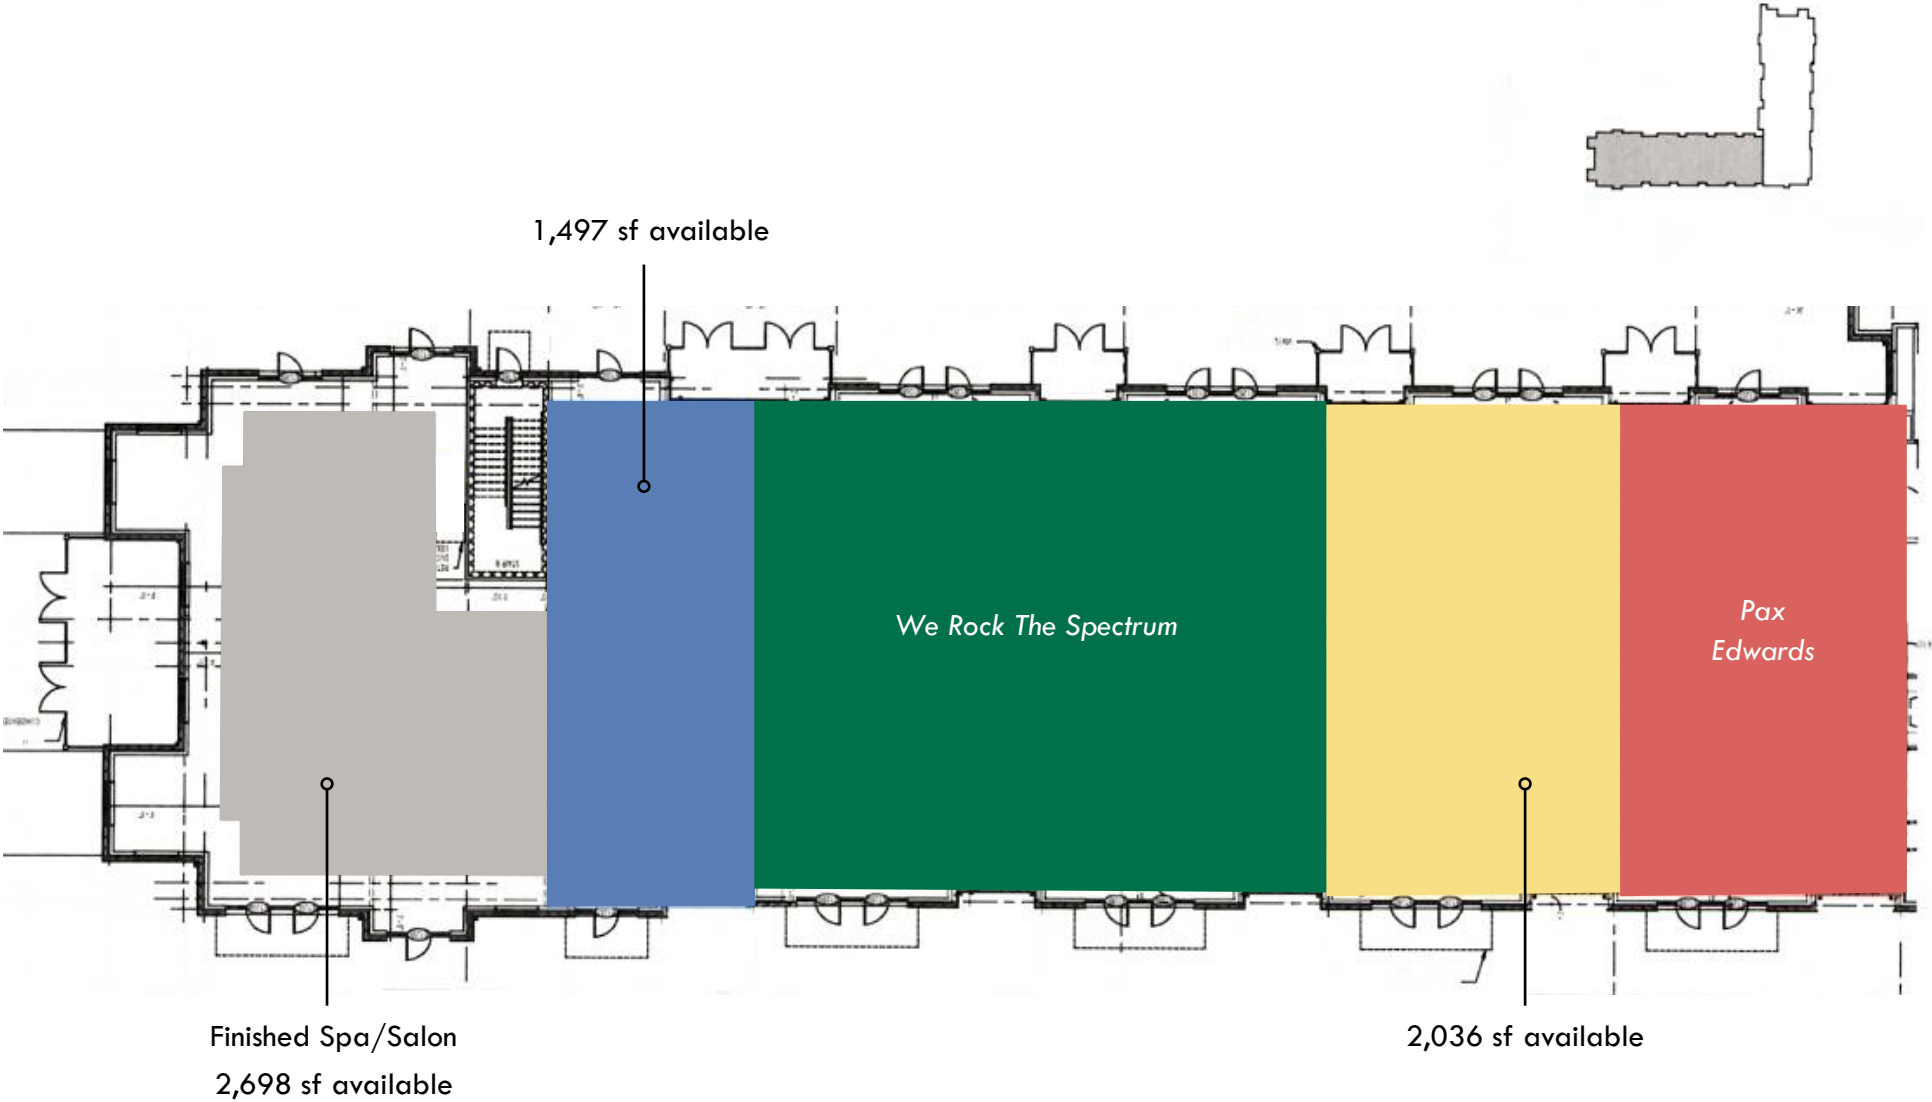 1,497 sf available
We Rock The Spectrum
Pax
Edwards
Finished Spa/Salon
2,698 sf available
2,036 sf available